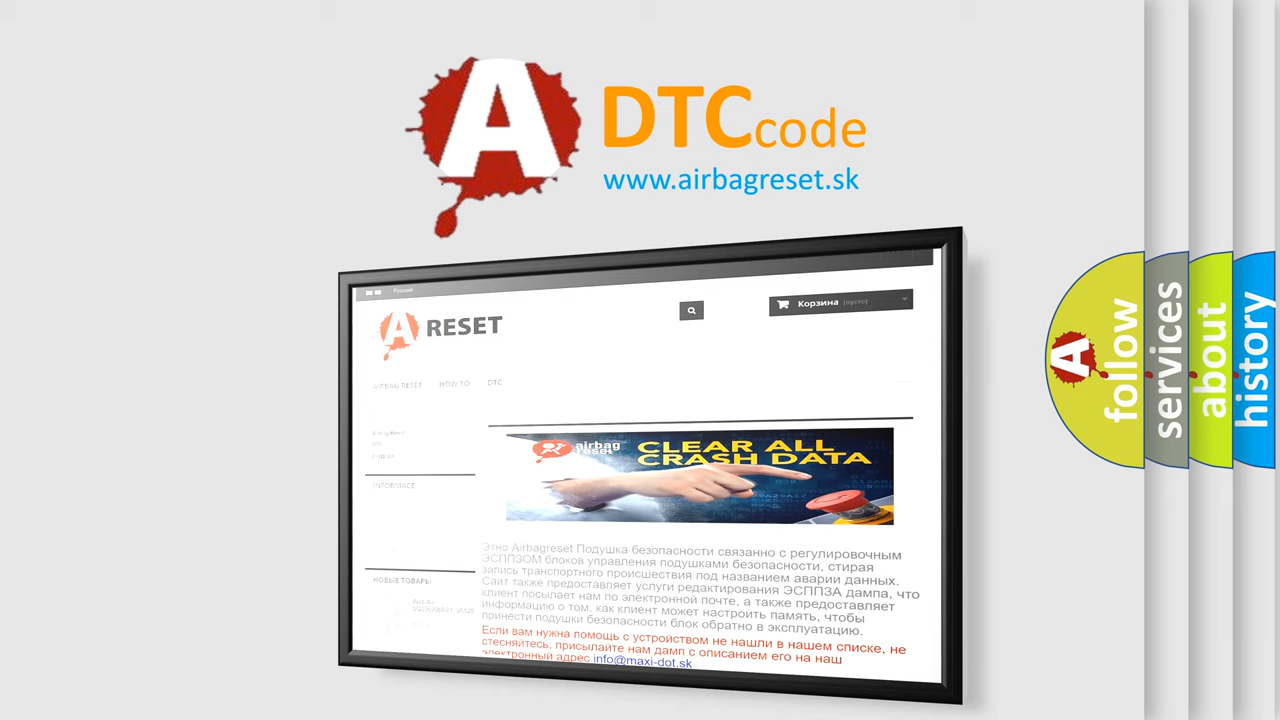 A DTC code
www.airbagreset.sk
Русский
A RESET
Корзина (пусто)
AIRBAG RESET HOW TO DTC
INFORMACE
airbag reset
CLEAR ALL
CRASH DATA
Этно Airbagreset Подушка безопасности связанно с регулировочным
ЭСППЗОМ блоков управления подушками безопасности, стирая
запись транспортного происшествия под названием аварии данных.
Сайт также предоставляет услуги редактирования ЭСППЗА дампа, что
клиент посылает нам по электронной почте, а также предоставляет
информацию о том, как клиент может настроить память, чтобы
принести подушки безопасности блок обратно в эксплуатацию.
НОВЫЕ ТОВАРЫ
Если вам нужна помощь с устройством не нашли в нашем списке, не
стесняйтесь, присылайте нам дамп с описанием его на наш
электронный адрес info@maxi-dot.sk
A
follow
services
about
history